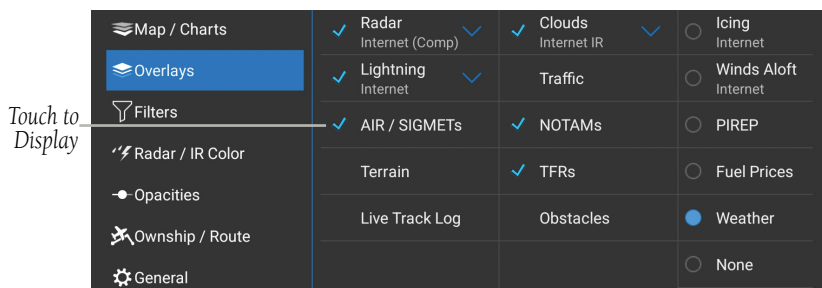 Touch to
Display
Map / Charts
Overlays
Filters
Radar / IR Color
Opacities
Ownship / Route
General
Radar
Internet (Comp)
Lightning
Internet
AIR / SIGMETs
Terrain
Live Track Log
Clouds
Internet IR
Traffic
NOTAMs
TFRs
Obstacles
Icing
Internet
Winds Aloft
Internet
PIREP
Fuel Prices
Weather
None